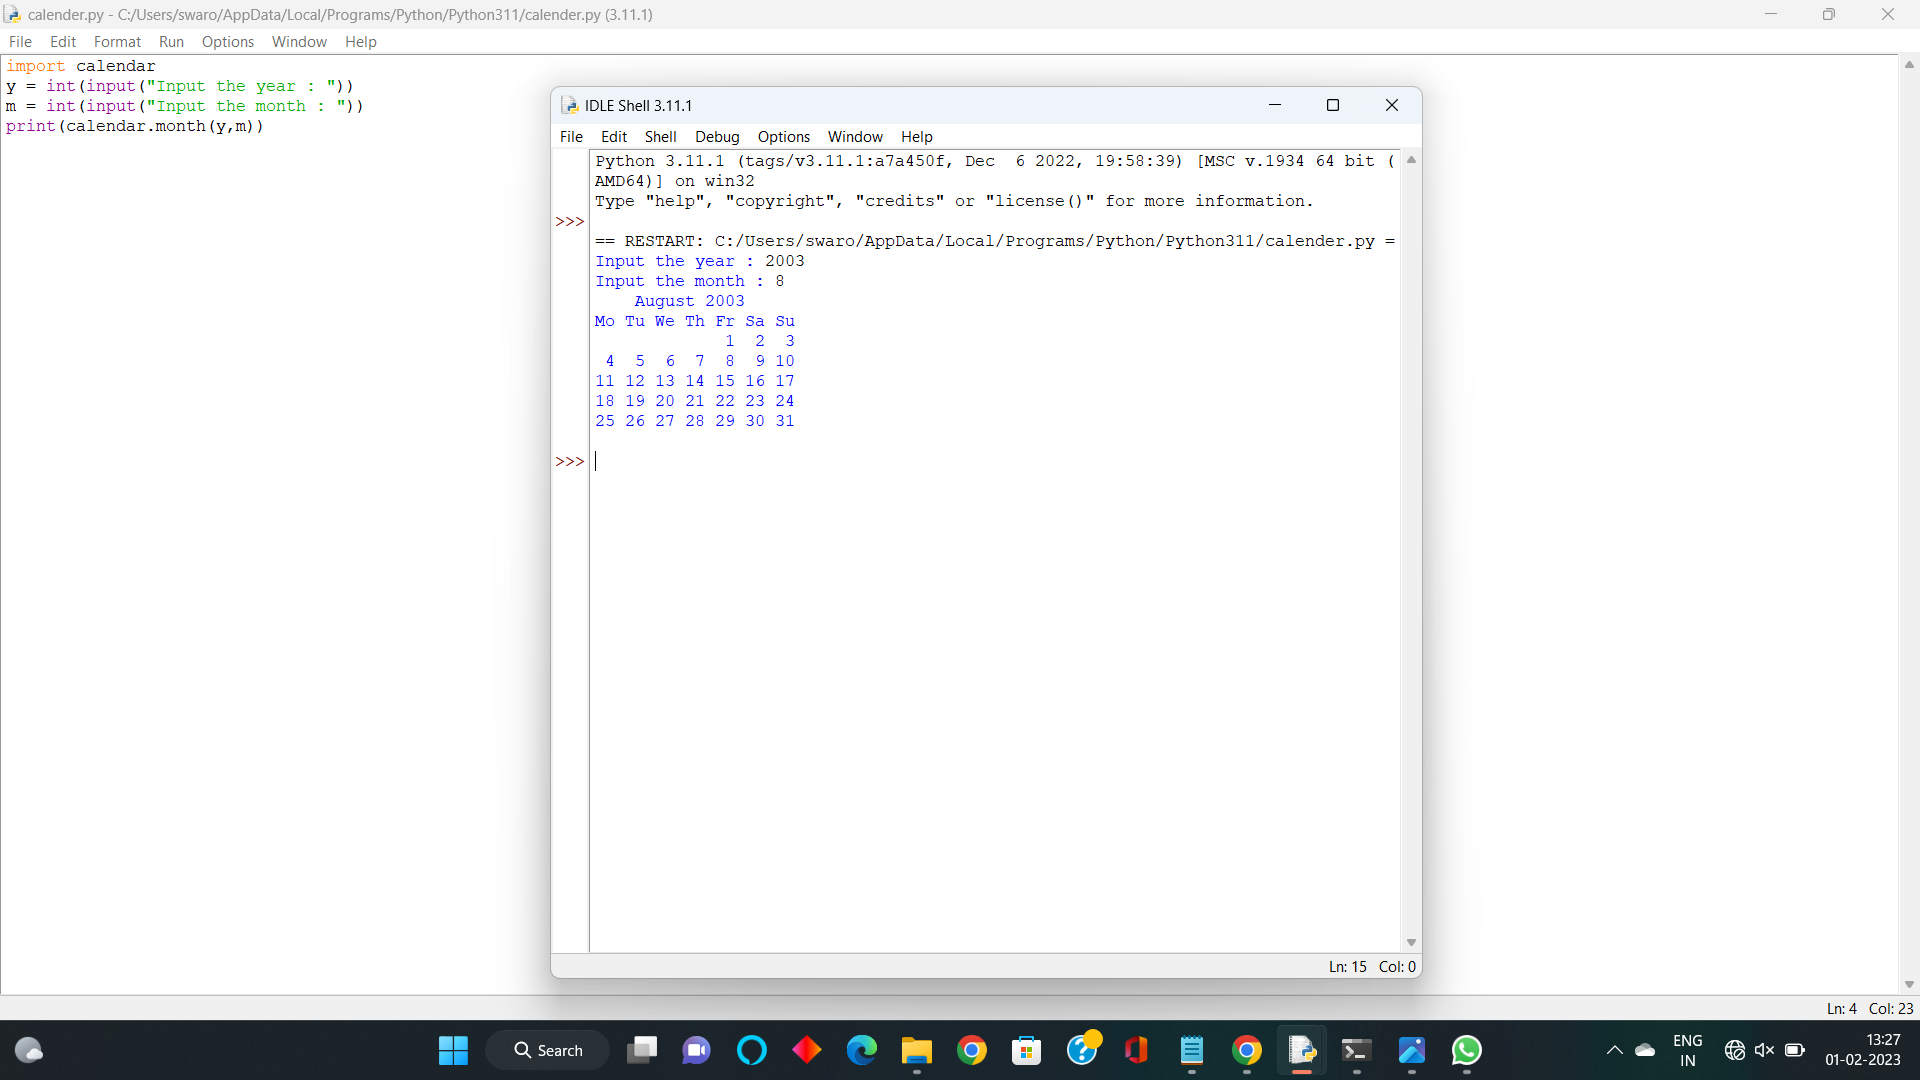 calender.py - C:/Users/swaro/AppData/Local/Programs/Python/Python311/calender.py (3.11.1)
File Edit Format Run Options Window Help
import calendar
y = int(input("Input the year : "))
m = int(input("Input the month : "))
print(calendar.month(y,m))
IDLE Shell 3.11.1
File Edit Shell Debug Options Window Help
Python 3.11.1 (tags/v3.11.1:a7a450f, Dec  6 2022, 19:58:39) [MSC v.1934 64 bit (
AMD64)] on win32
Type "help", "copyright", "credits" or "license()" for more information.
>>>
== RESTART: C:/Users/swaro/AppData/Local/Programs/Python/Python311/calender.py =
Input the year : 2003
Input the month : 8
    August 2003
Mo Tu We Th Fr Sa Su
             1  2  3
 4  5  6  7  8  9 10
11 12 13 14 15 16 17
18 19 20 21 22 23 24
25 26 27 28 29 30 31
>>>
Ln: 15 Col: 0
Ln: 4 Col: 23
Search
ENG
IN
13:27
01-02-2023